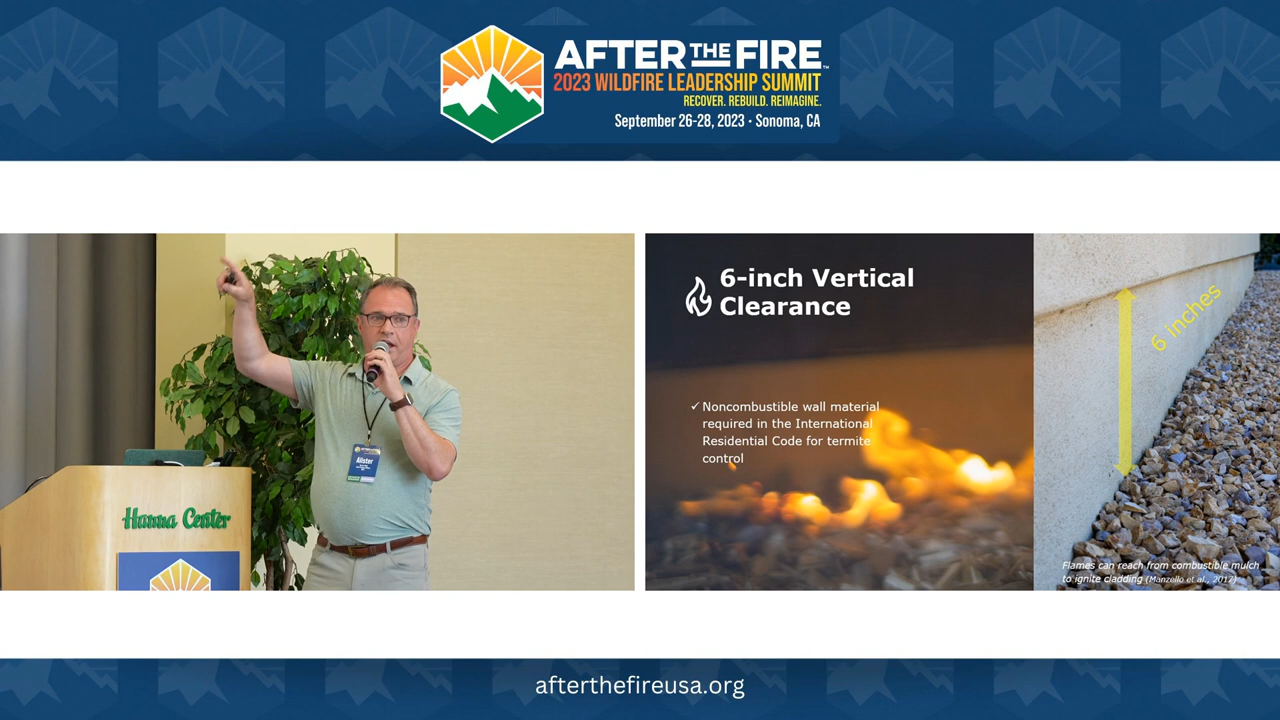 AFTER THE FIRE™
2023 WILDFIRE LEADERSHIP SUMMIT
RECOVER. REBUILD. REIMAGINE.
September 26-28, 2023 • Sonoma, CA
Alister
Hanna Center
6-inch Vertical
Clearance
✓ Noncombustible wall material
required in the International
Residential Code for termite
control
6 inches
Flames can reach from combustible mulch
to ignite cladding (Manzello et al., 2017)
afterthefireusa.org